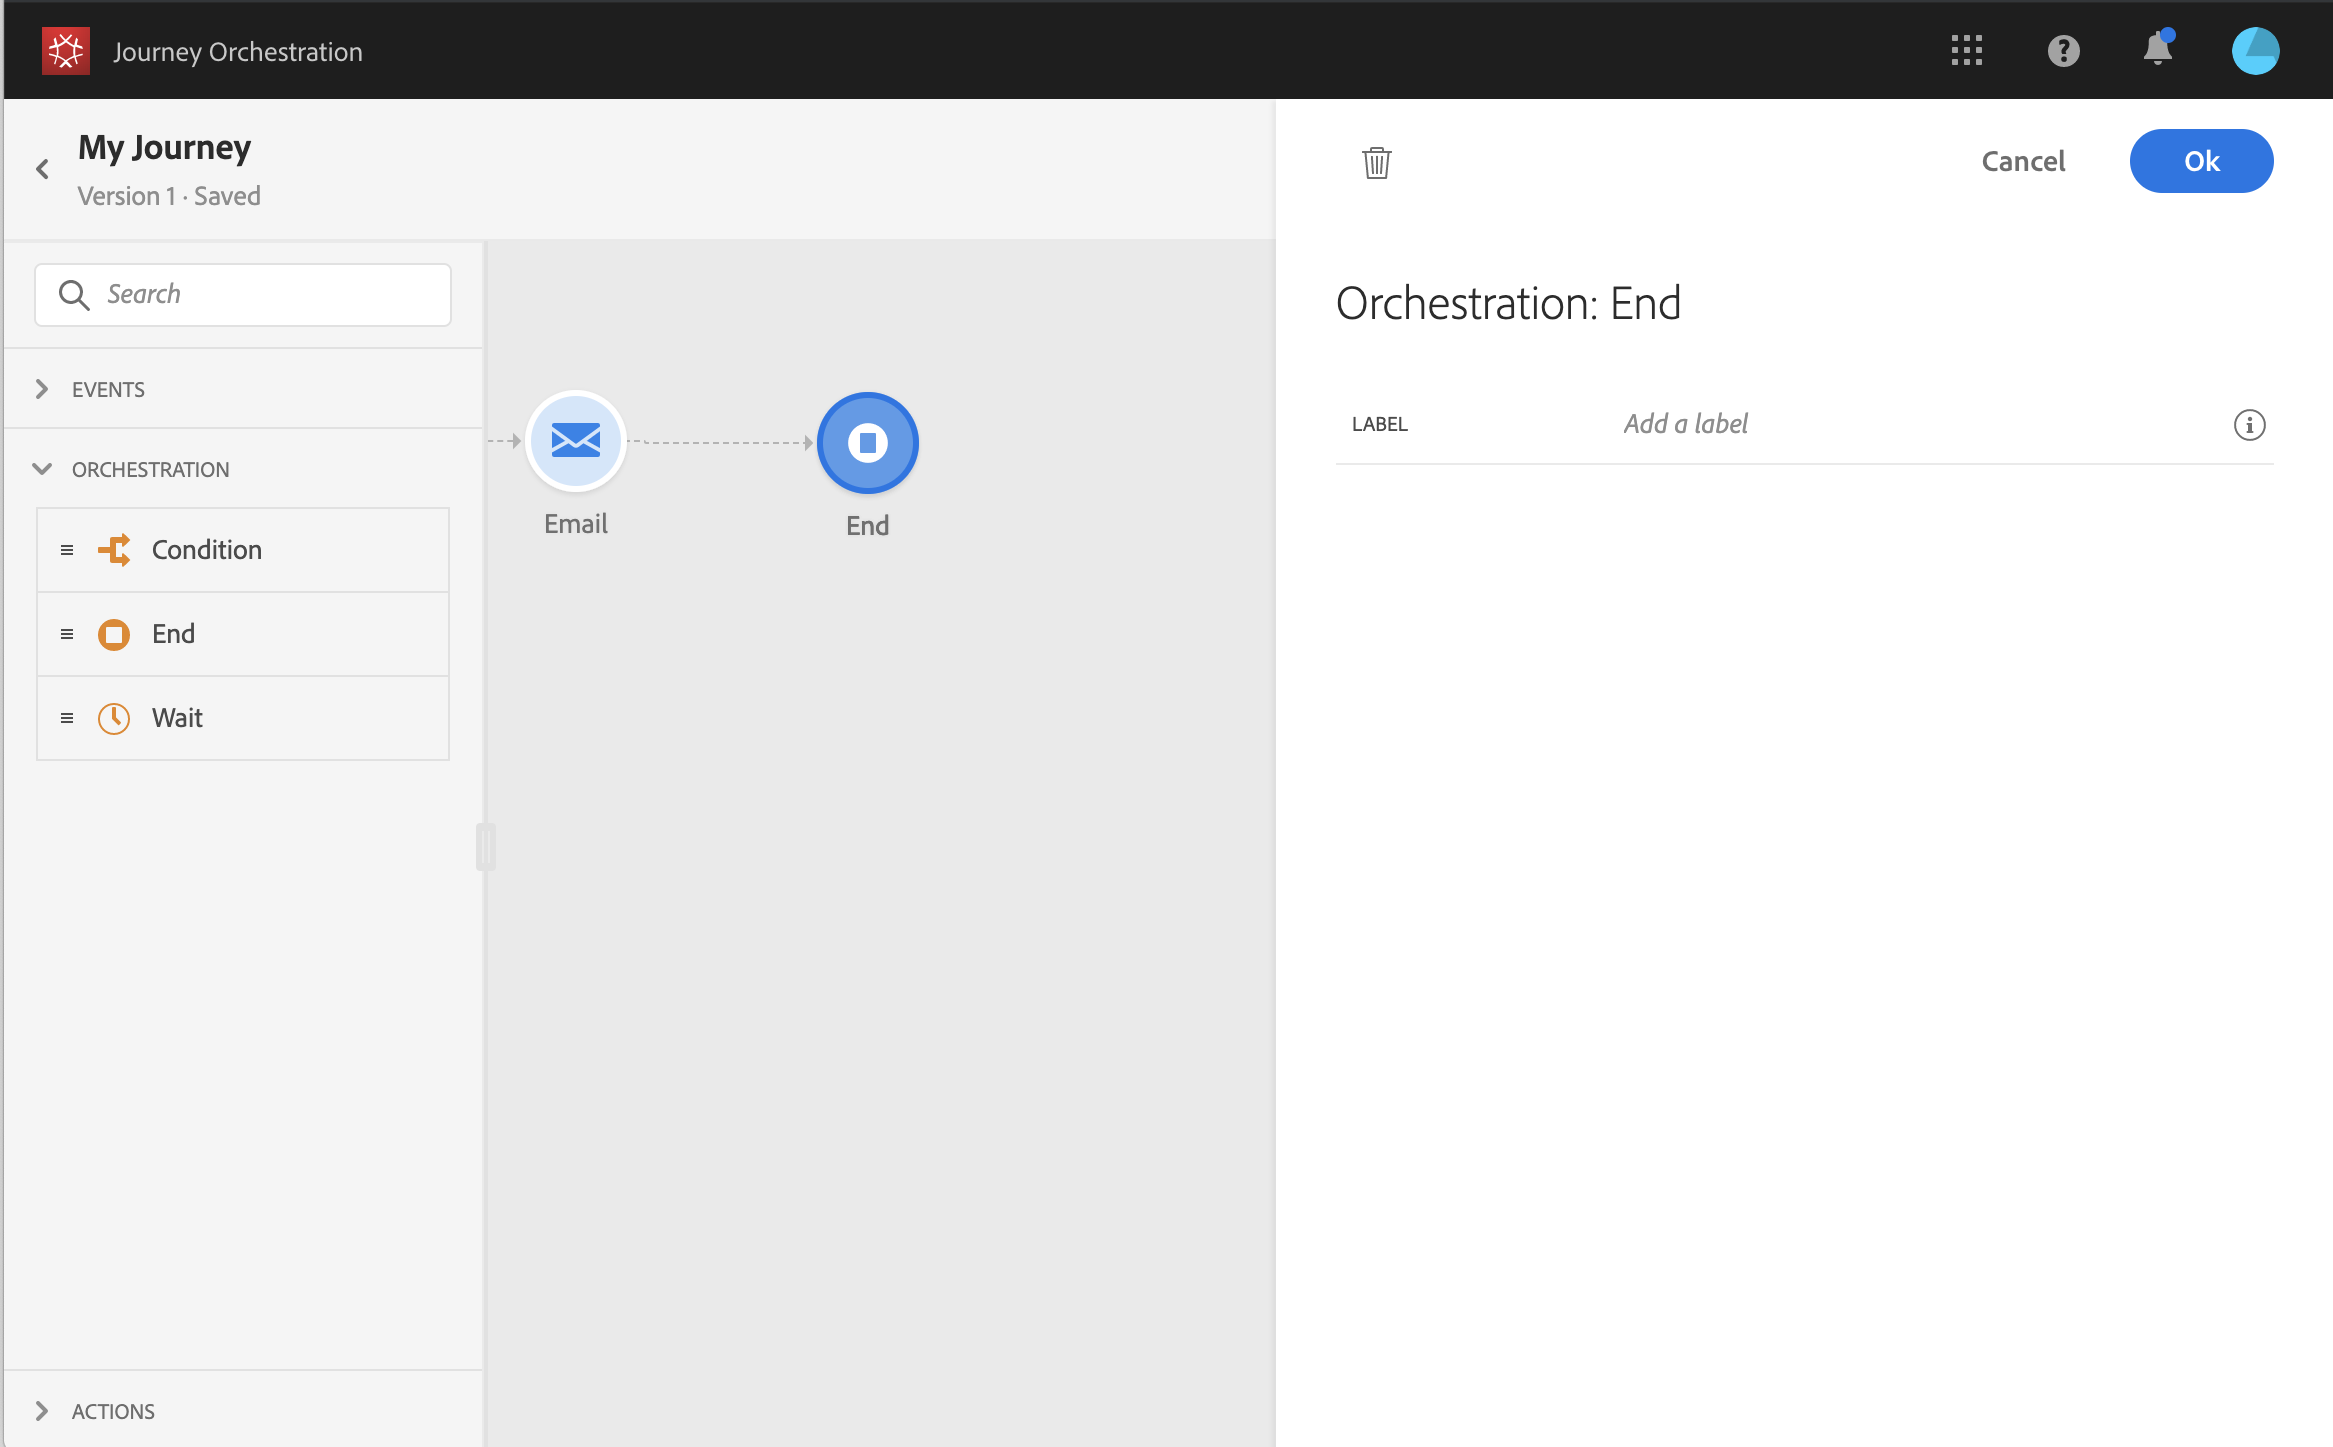 Journey Orchestration
My Journey
Version 1 · Saved
Cancel
Ok
Search
Orchestration: End
EVENTS
LABEL
Add a label
ORCHESTRATION
Email
End
Condition
End
Wait
ACTIONS